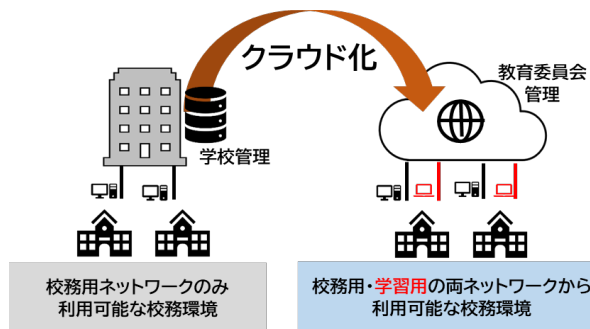 クラウド化
教育委員会
管理
学校管理
校務用ネットワークのみ
利用可能な校務環境
校務用・学習用の両ネットワークから
利用可能な校務環境